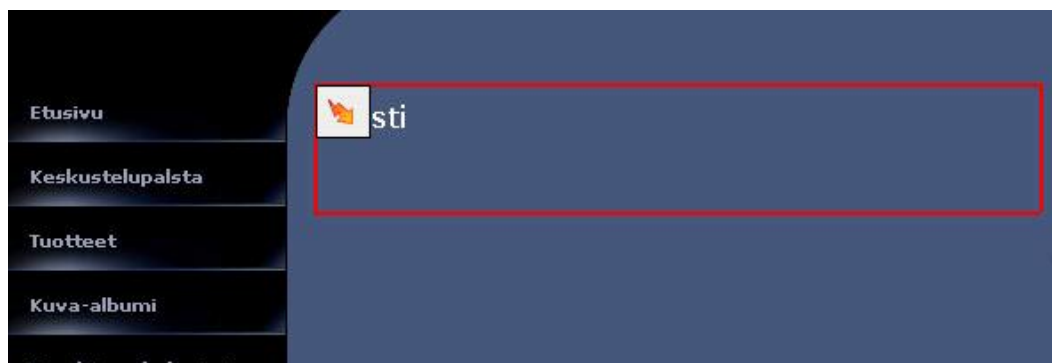 Etusivu
Keskustelupalsta
Tuotteet
Kuva-albumi
sti